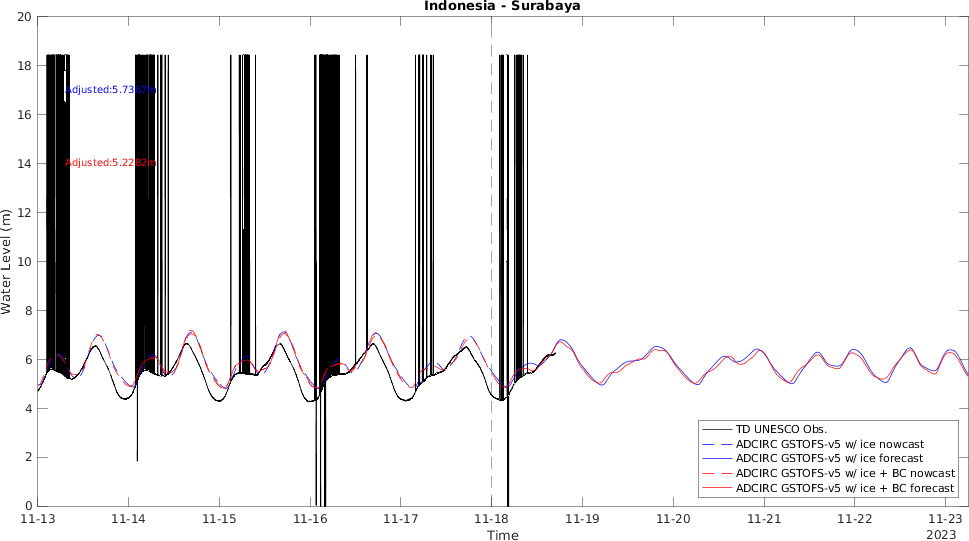 Indonesia - Surabaya
20
18
16
14
12
10
8
6
4
2
0
Water Level (m)
Adjusted:5.7
Adjusted:5.22
11-13
11-14
11-15
11-16
11-17
11-18
11-19
11-20
11-21
11-22
11-23
2023
Time
TD UNESCO Obs.
ADCIRC GSTOFS-v5 w/ ice nowcast
ADCIRC GSTOFS-v5 w/ ice forecast
ADCIRC GSTOFS-v5 w/ ice + BC nowcast
ADCIRC GSTOFS-v5 w/ ice + BC forecast